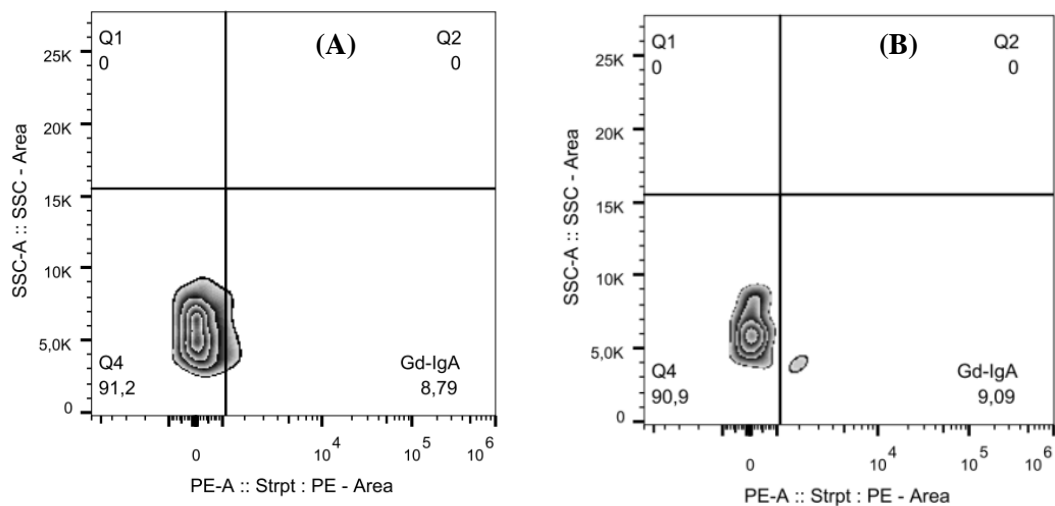 Q1
0
(A)
Q2
0
25K
20K
15K
10K
5,0K
0
Q4
91,2
Gd-IgA
8,79
SSC-A :: SSC - Area
0
10^4
10^5
10^6
PE-A :: Strpt : PE - Area
Q1
0
(B)
Q2
0
25K
20K
15K
10K
5,0K
0
Q4
90,9
Gd-IgA
9,09
SSC-A :: SSC - Area
0
10^4
10^5
10^6
PE-A :: Strpt : PE - Area